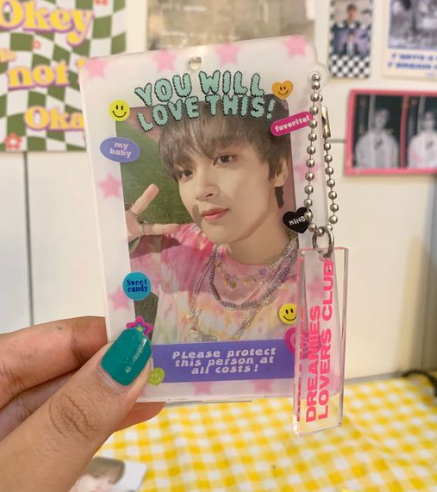 Okey
not
Oka
YOU WILL
LOVE THIS!
favorite!
my
baby
Sweet
candy
Please protect
this person at
all costs!
DREAMIES
LOVERS CLUB